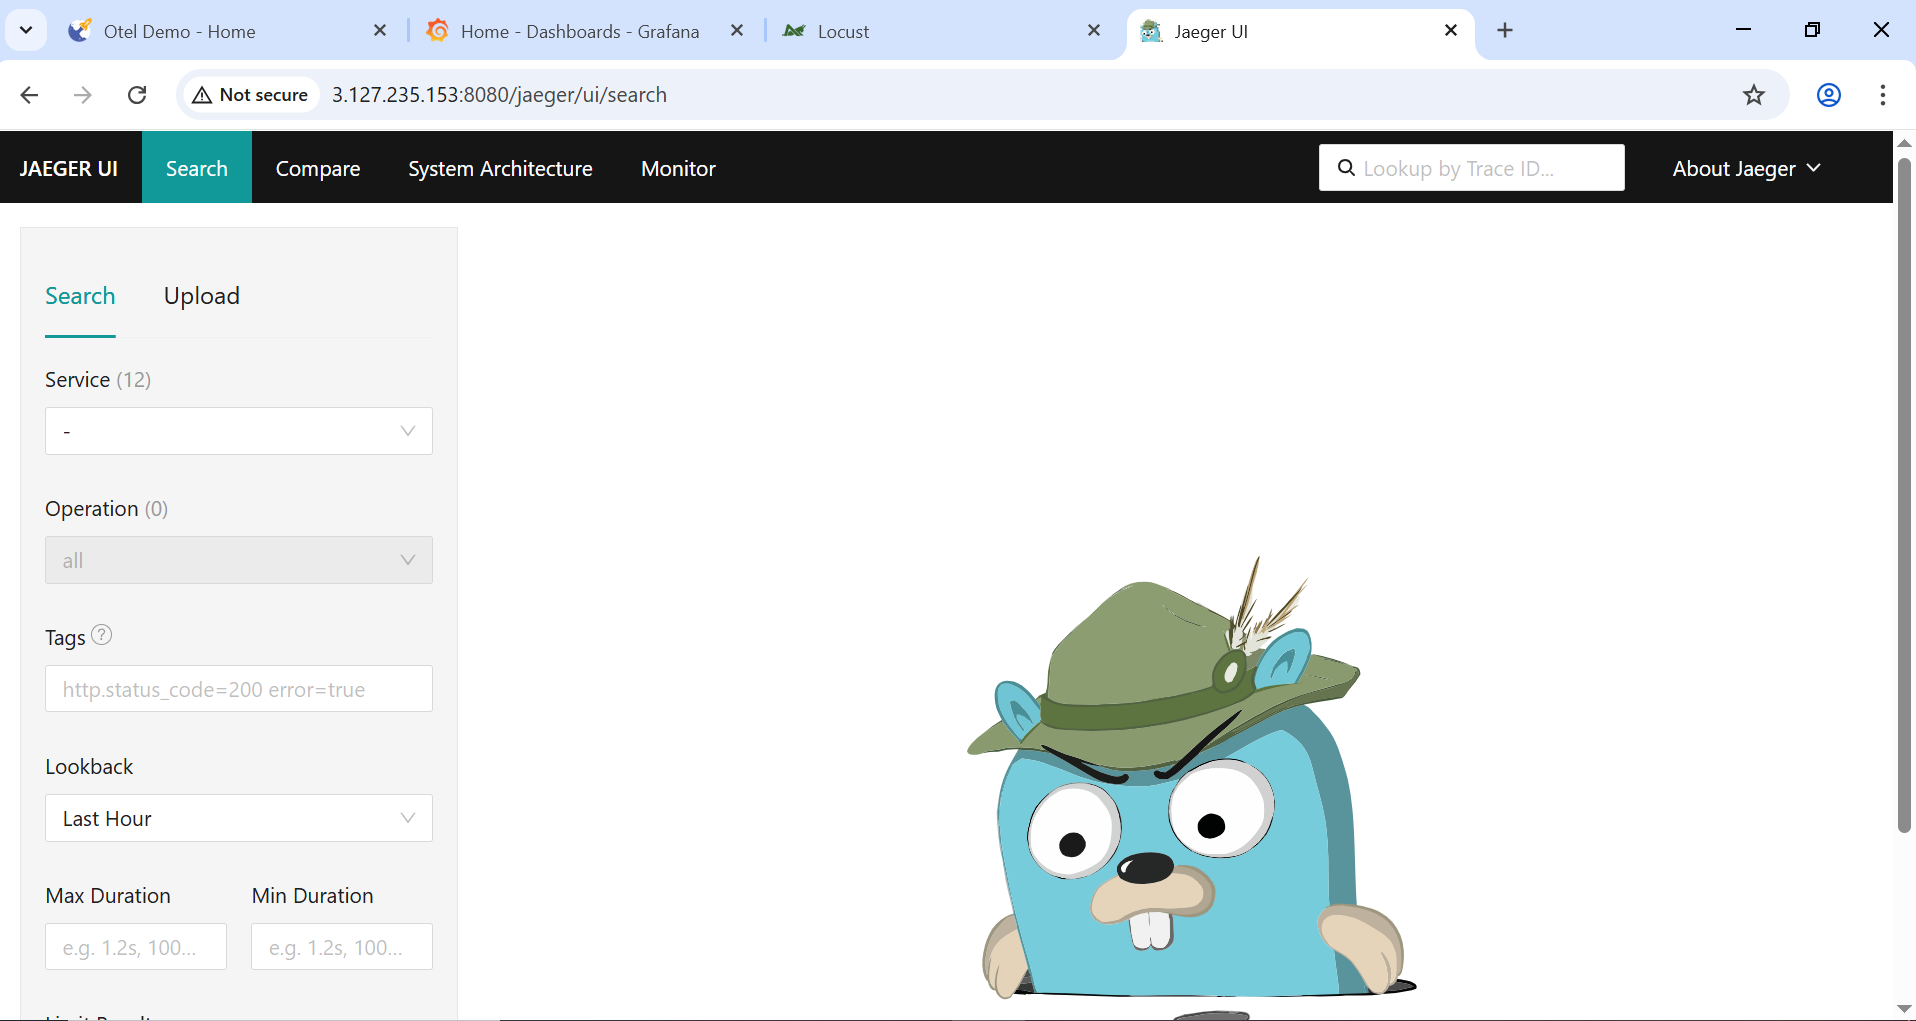 Otel Demo - Home
Home - Dashboards - Grafana
Locust
Jaeger UI
Not secure
3.127.235.153:8080/jaeger/ui/search
JAEGER UI
Search
Compare
System Architecture
Monitor
Lookup by Trace ID...
About Jaeger
Search
Upload
Service (12)
-
Operation (0)
all
Tags
?
http.status_code=200 error=true
Lookback
Last Hour
Max Duration
Min Duration
e.g. 1.2s, 100...
e.g. 1.2s, 100...